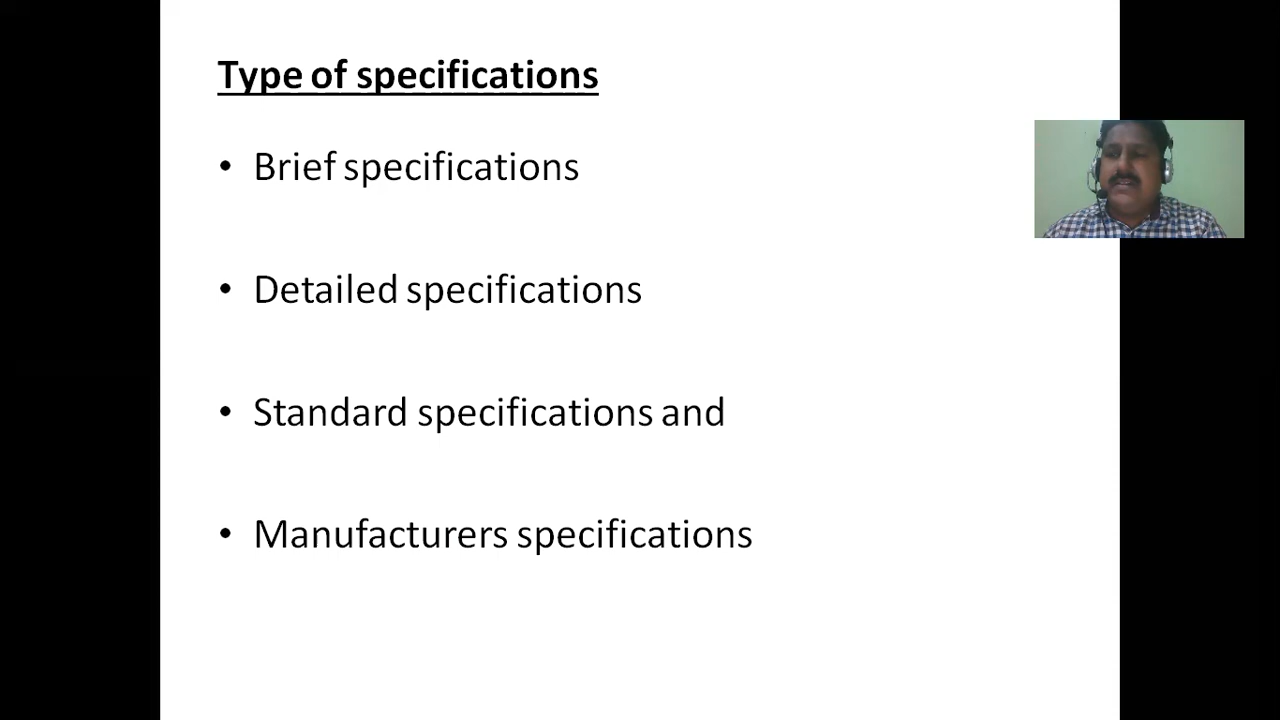 Type of specifications
• Brief specifications
• Detailed specifications
• Standard specifications and
• Manufacturers specifications